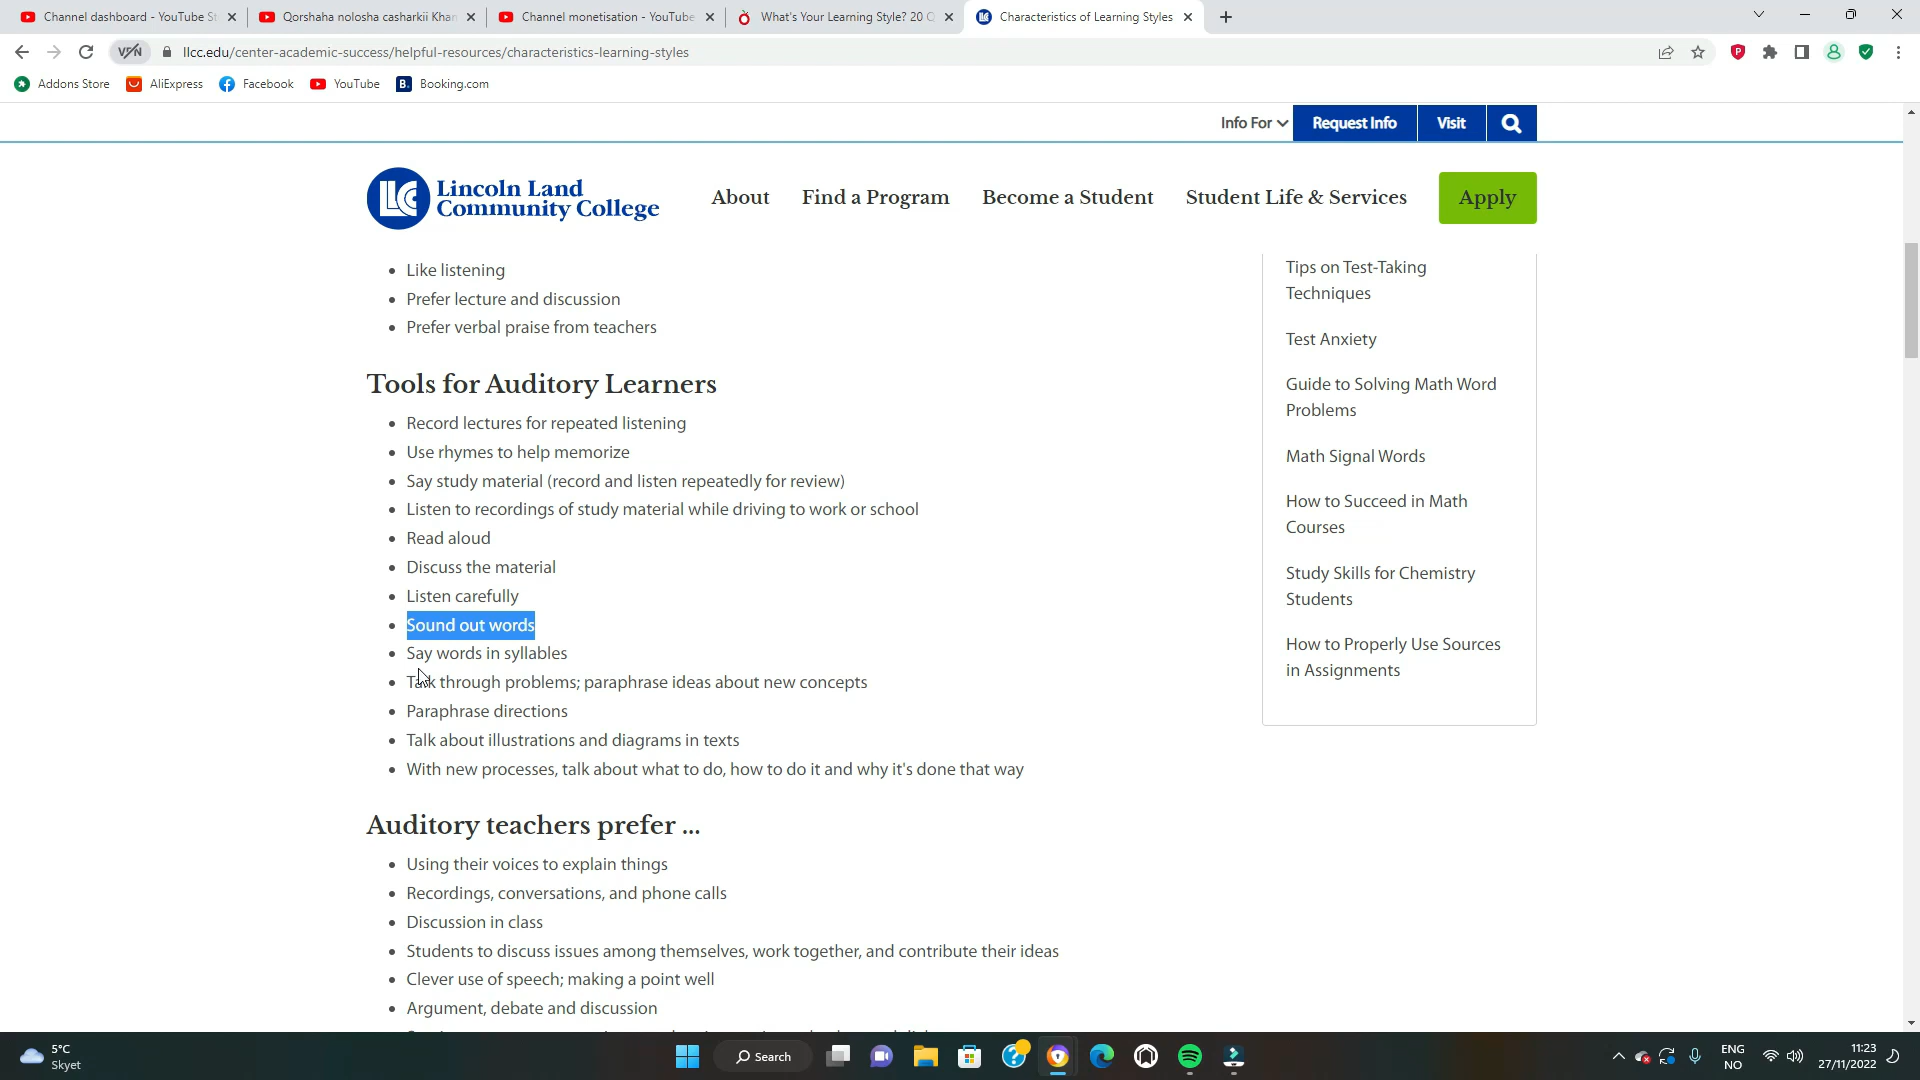 Channel dashboard - YouTube St
Qorshaha nolosha casharkii Khan
Channel monetisation - YouTube
What's Your Learning Style? 20 Q
Characteristics of Learning Styles
VPN
llcc.edu/center-academic-success/helpful-resources/characteristics-learning-styles
Addons Store
AliExpress
Facebook
YouTube
B.
Booking.com
Info For
Request Info
Visit
LLC
Lincoln Land
Community College
About
Find a Program
Become a Student
Student Life & Services
Apply
Like listening
Prefer lecture and discussion
Prefer verbal praise from teachers
Tools for Auditory Learners
Record lectures for repeated listening
Use rhymes to help memorize
Say study material (record and listen repeatedly for review)
Listen to recordings of study material while driving to work or school
Read aloud
Discuss the material
Listen carefully
Sound out words
Say words in syllables
Talk through problems; paraphrase ideas about new concepts
Paraphrase directions
Talk about illustrations and diagrams in texts
With new processes, talk about what to do, how to do it and why it's done that way
Auditory teachers prefer ...
Using their voices to explain things
Recordings, conversations, and phone calls
Discussion in class
Students to discuss issues among themselves, work together, and contribute their ideas
Clever use of speech; making a point well
Argument, debate and discussion
Tips on Test-Taking
Techniques
Test Anxiety
Guide to Solving Math Word
Problems
Math Signal Words
How to Succeed in Math
Courses
Study Skills for Chemistry
Students
How to Properly Use Sources
in Assignments
5°C
Skyet
Search
ENG
NO
11:23
27/11/2022